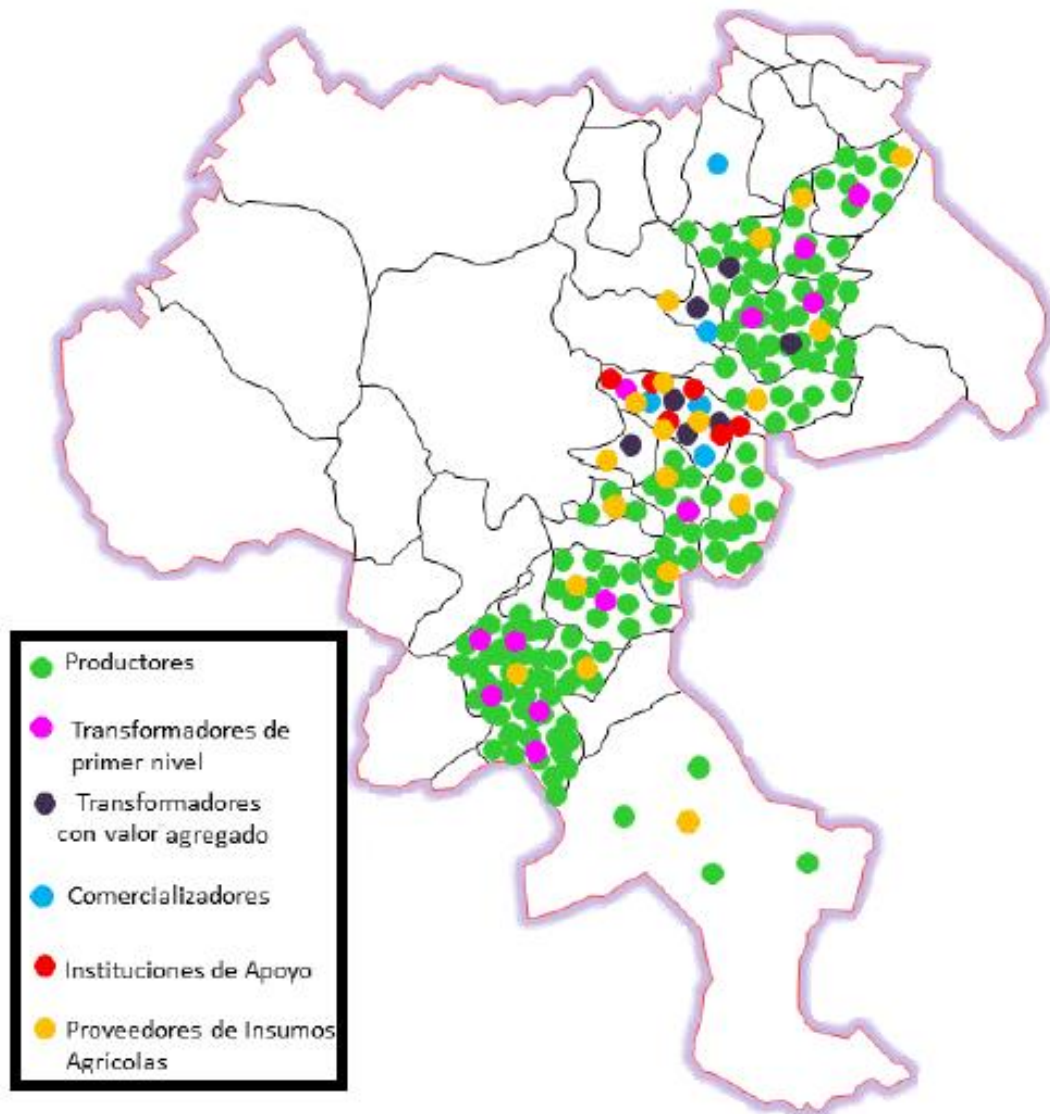 Productores
Transformadores de
primer nivel
Transformadores
con valor agregado
Comercializadores
Instituciones de Apoyo
Proveedores de Insumos
Agrícolas